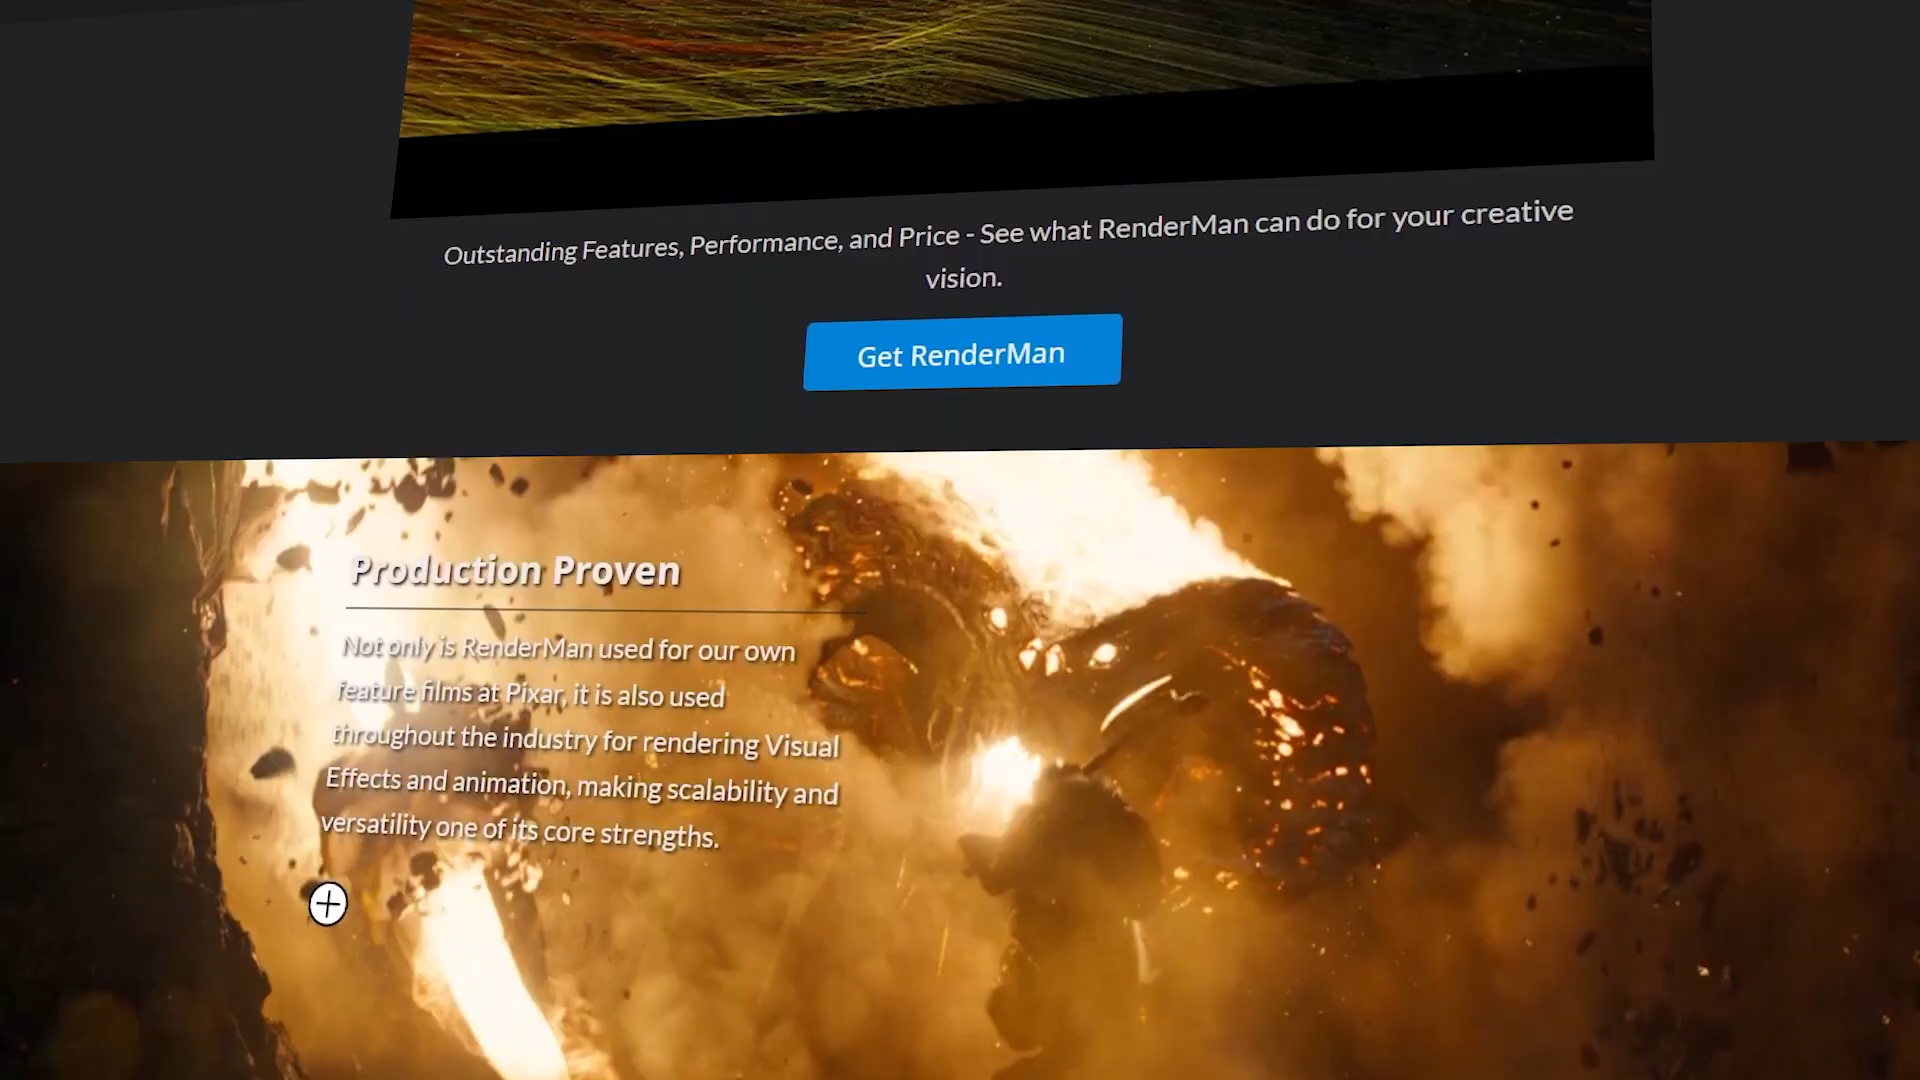 Outstanding Features, Performance, and Price - See what RenderMan can do for your creative
vision.
Get RenderMan
Production Proven
Not only is RenderMan used for our own
feature films at Pixar, it is also used
throughout the industry for rendering Visual
Effects and animation, making scalability and
versatility one of its core strengths.